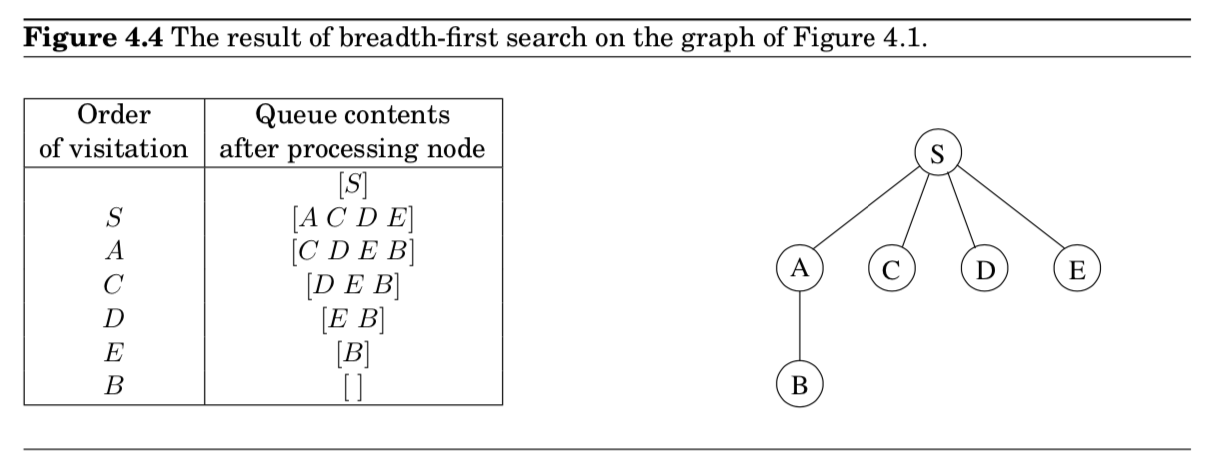 Figure 4.4 The result of breadth-first search on the graph of Figure 4.1.
Order Queue contents
of visitation after processing node
[S]
S [A C D E]
A [C D E B]
C [D E B]
D [E B]
E [B]
B [ ]
S
A C D E
B